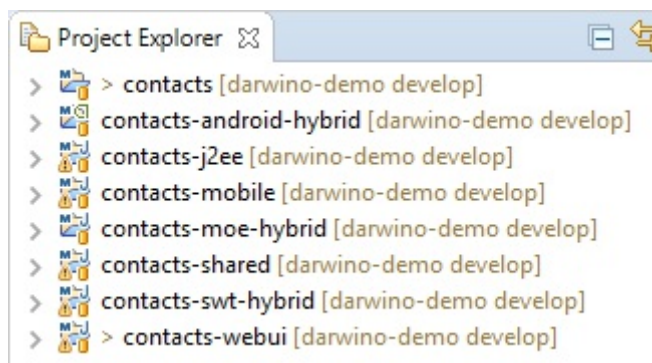 Project Explorer
> contacts [darwino-demo develop]
contacts-android-hybrid [darwino-demo develop]
contacts-j2ee [darwino-demo develop]
contacts-mobile [darwino-demo develop]
contacts-moe-hybrid [darwino-demo develop]
contacts-shared [darwino-demo develop]
contacts-swt-hybrid [darwino-demo develop]
> contacts-webui [darwino-demo develop]